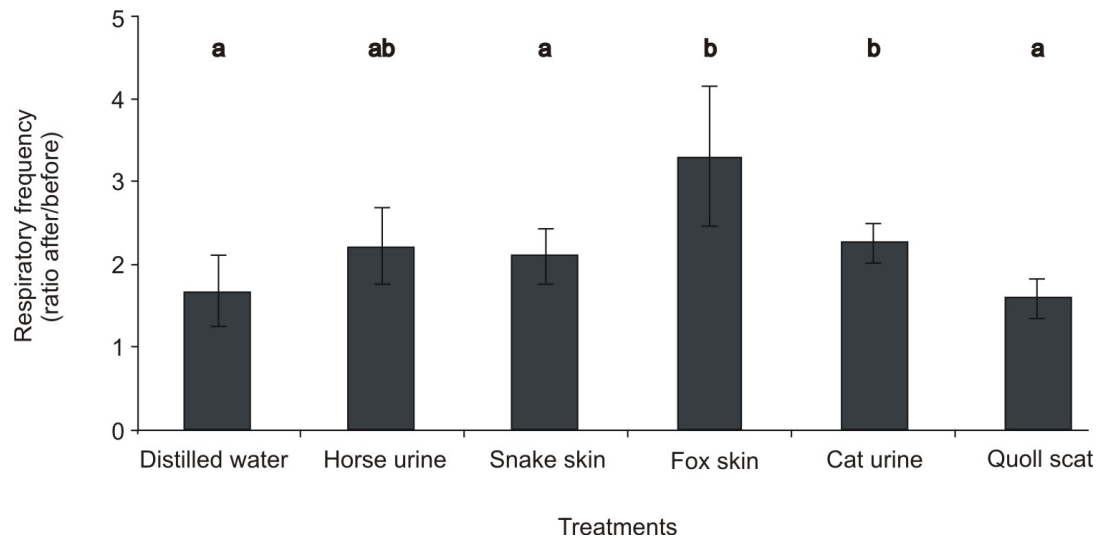 Respiratory frequency
(ratio after/before)
5
4
3
2
1
0
a ab a b b a
Distilled water Horse urine Snake skin Fox skin Cat urine Quoll scat
Treatments